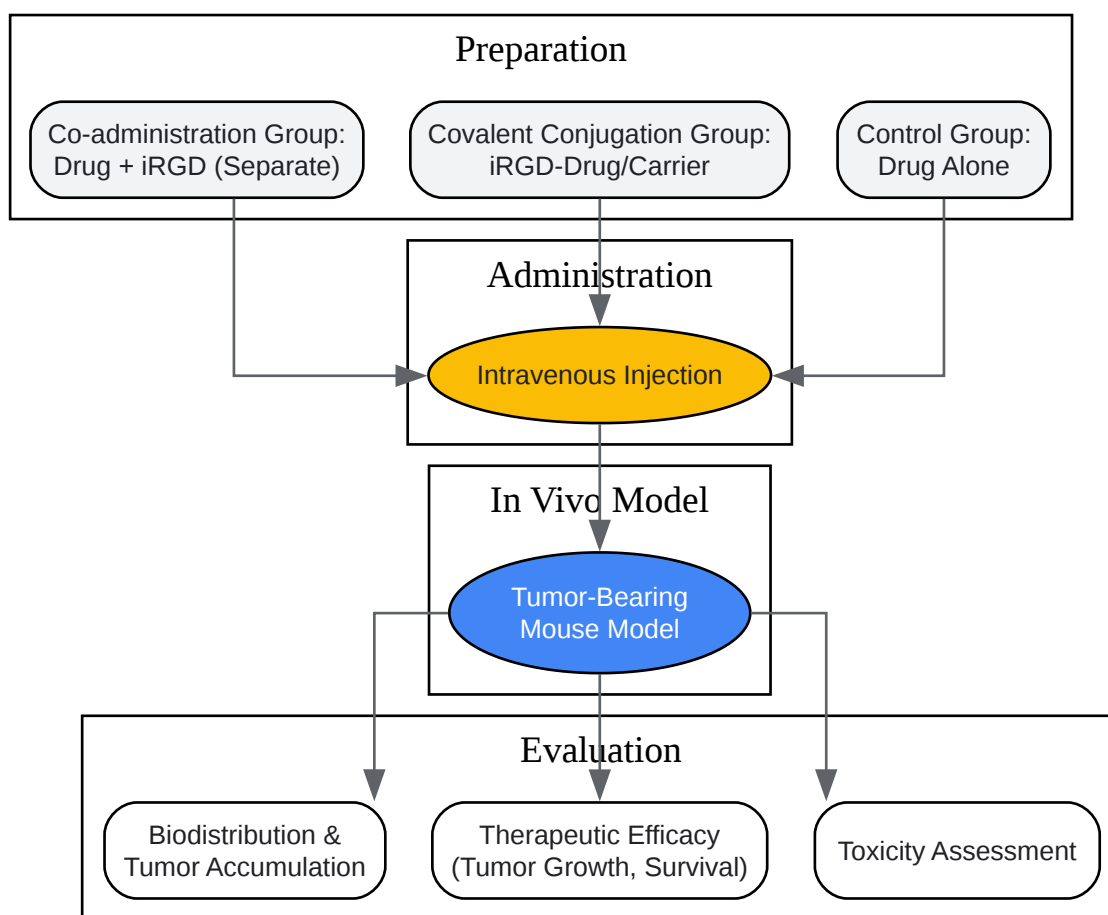 Preparation
Co-administration Group:
Drug + iRGD (Separate)
Covalent Conjugation Group:
iRGD-Drug/Carrier
Control Group:
Drug Alone
Administration
Intravenous Injection
In Vivo Model
Tumor-Bearing
Mouse Model
Evaluation
Biodistribution &
Tumor Accumulation
Therapeutic Efficacy
(Tumor Growth, Survival)
Toxicity Assessment